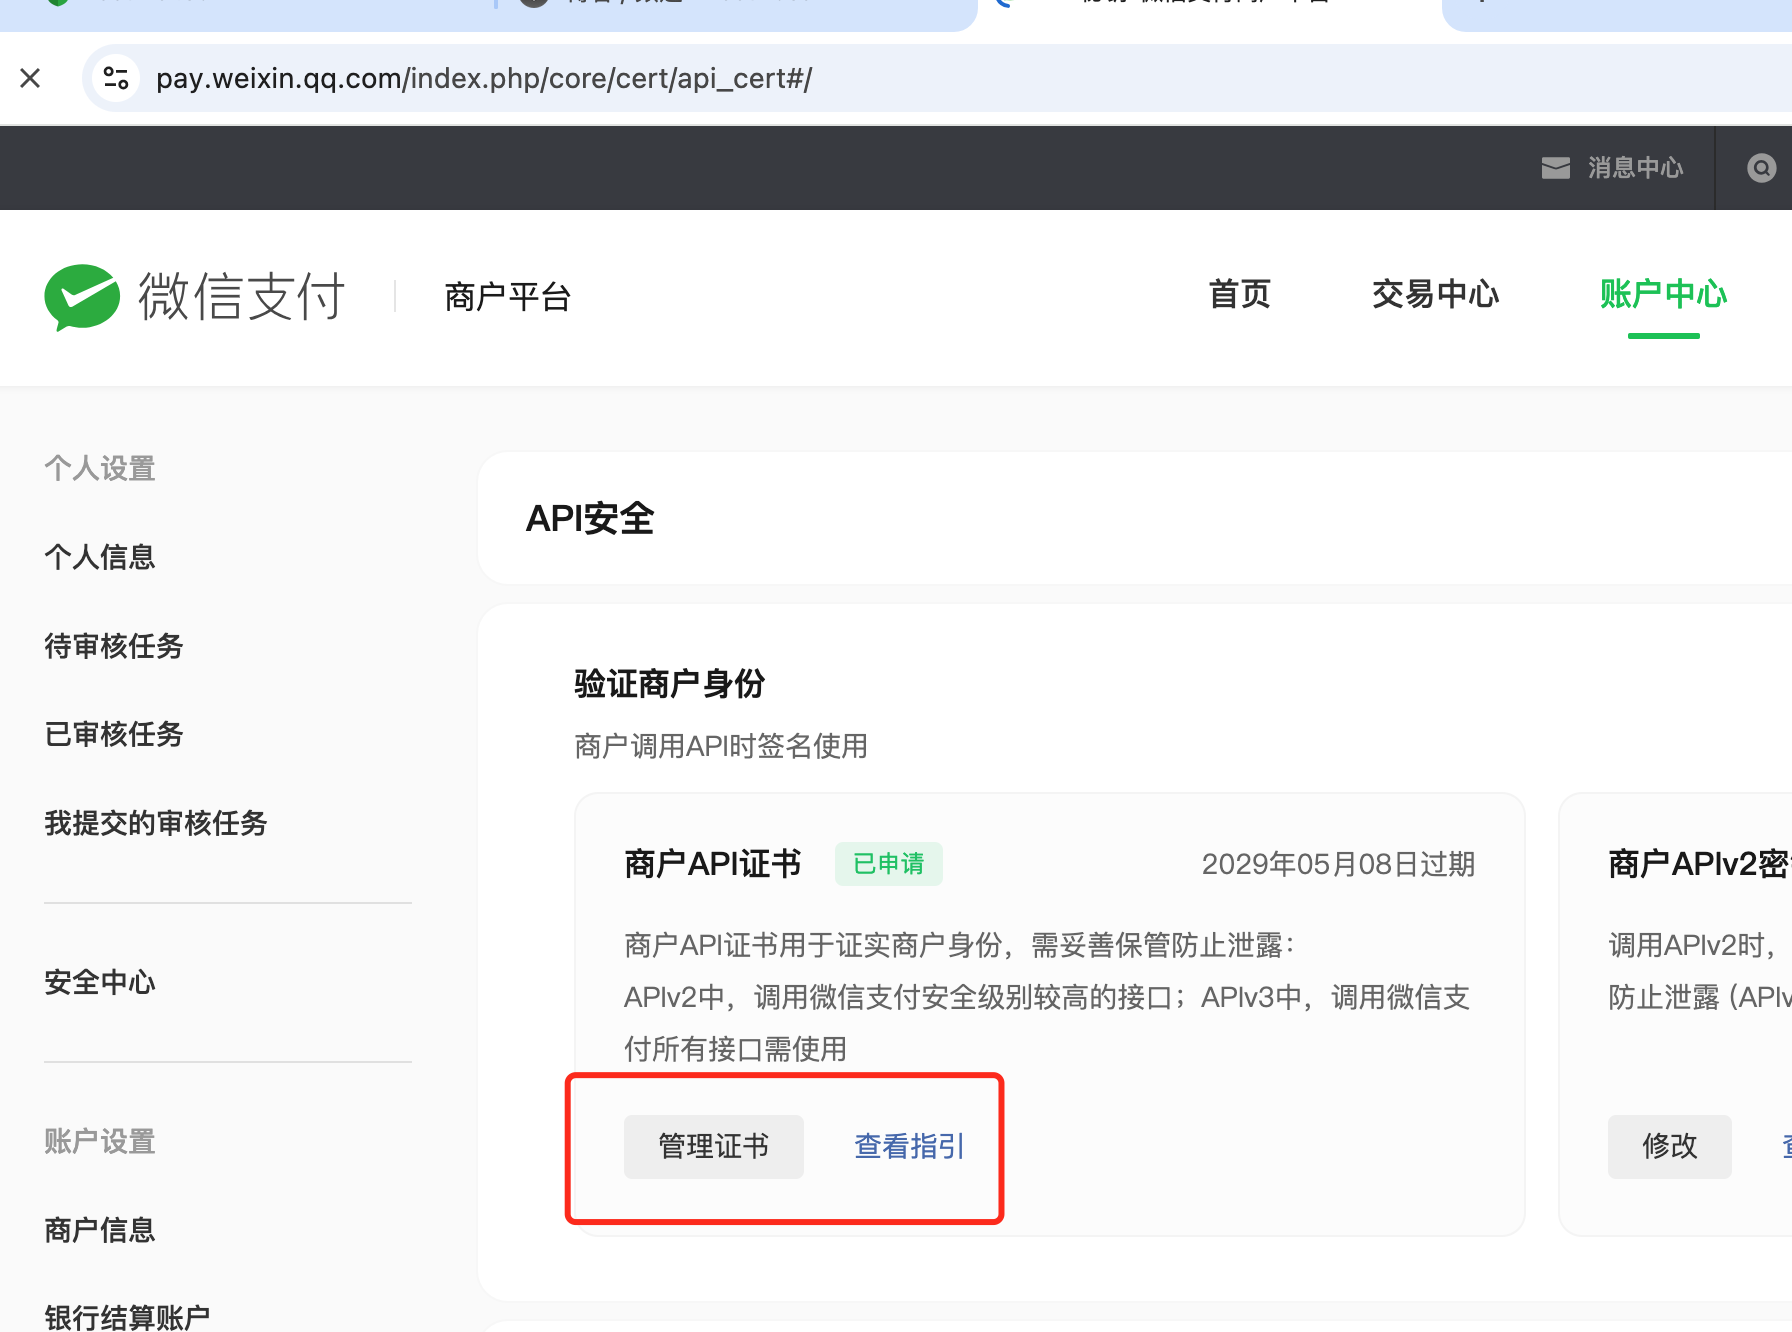 pay.weixin.qq.com/index.php/core/cert/api_cert#/
消息中心
微信支付
商户平台
首页
交易中心
账户中心
个人设置
个人信息
待审核任务
已审核任务
我提交的审核任务
安全中心
账户设置
商户信息
银行结算账户
API安全
验证商户身份
商户调用API时签名使用
商户API证书
已申请
2029年05月08日过期
商户API证书用于证实商户身份，需妥善保管防止泄露：
APIv2中，调用微信支付安全级别较高的接口；APIv3中，调用微信支
付所有接口需使用
管理证书
查看指引
商户APIv2密
调用APIv2时，
防止泄露 (APIv
修改